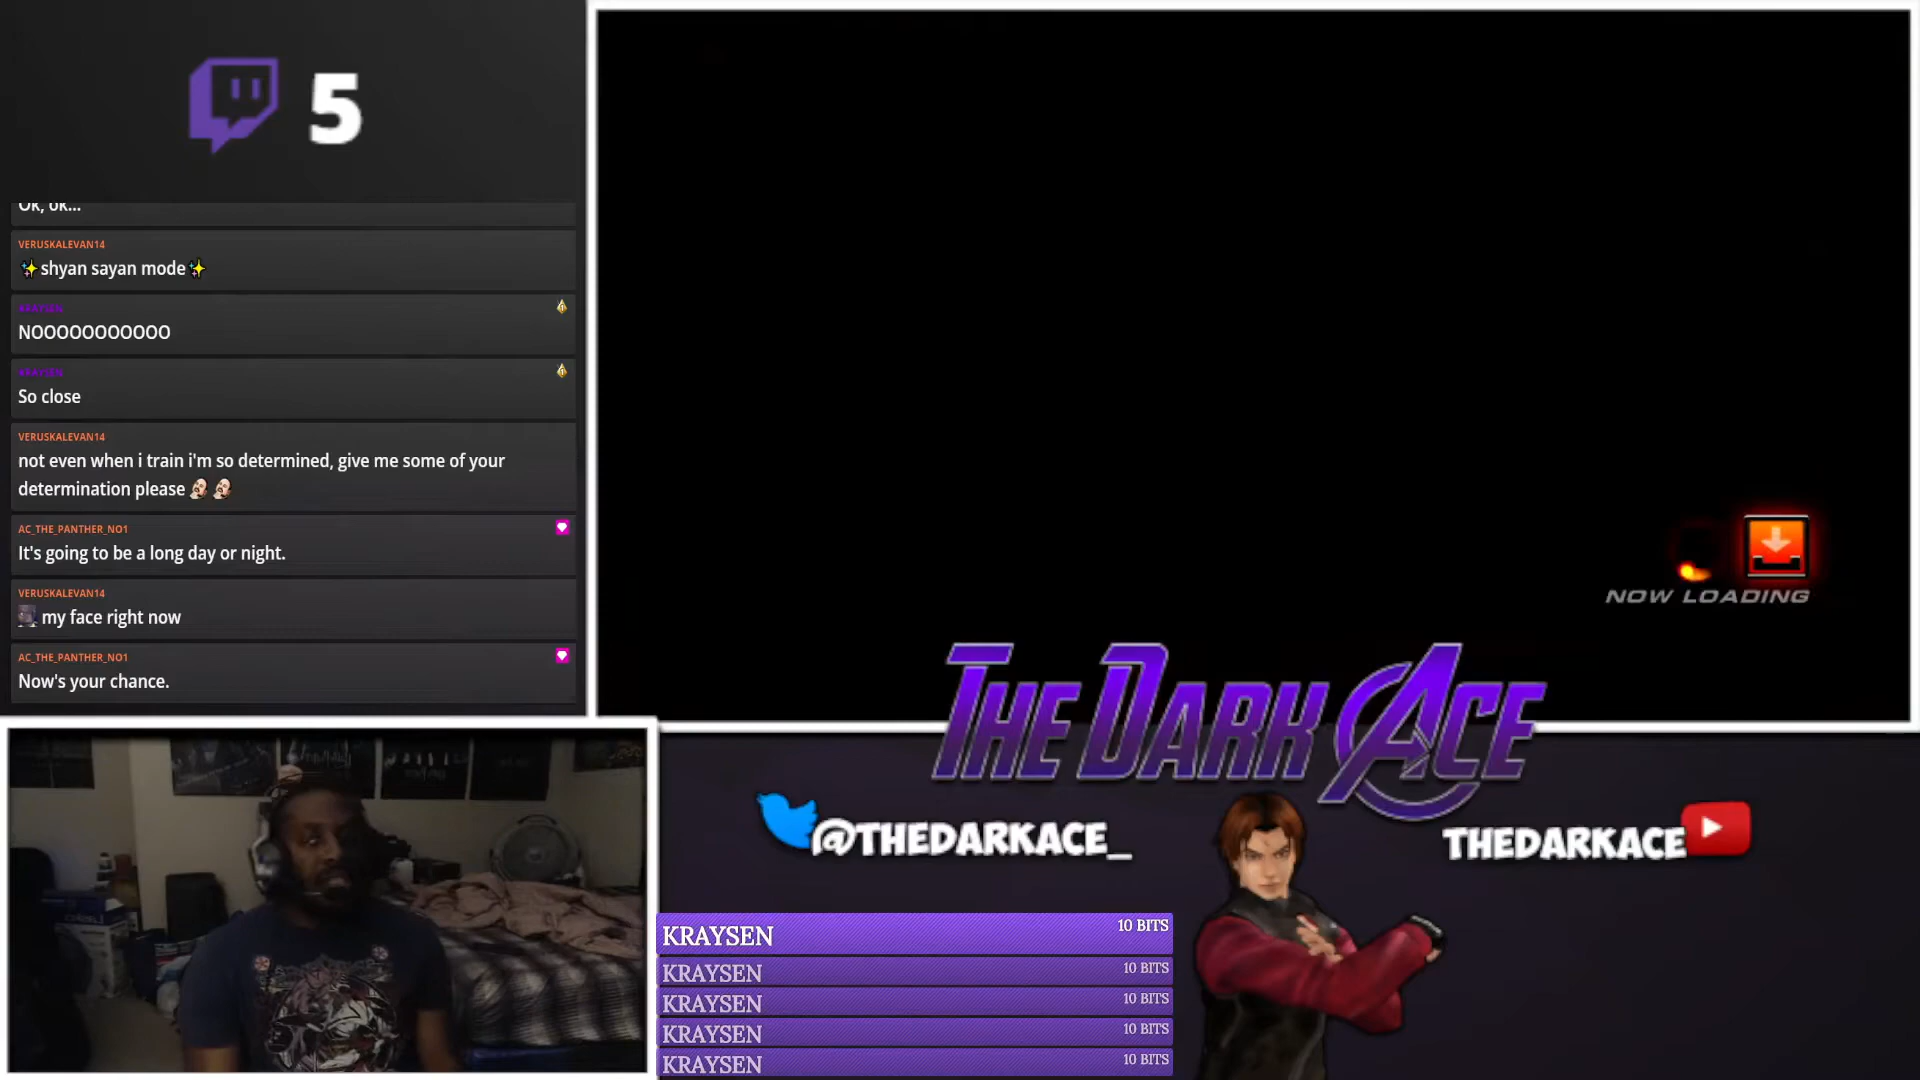 5
Ok, ok...
VERUSKALEVAN14
✨shyan sayan mode✨
KRAYSEN
NOOOOOOOOOOO
KRAYSEN
So close
VERUSKALEVAN14
not even when i train i'm so determined, give me some of your
determination please
AC_THE_PANTHER_NO1
It's going to be a long day or night.
VERUSKALEVAN14
my face right now
AC_THE_PANTHER_NO1
Now's your chance.
NOW LOADING
THE DARK ACE
@THEDARKACE_
THEDARKACE
KRAYSEN 10 BITS
KRAYSEN 10 BITS
KRAYSEN 10 BITS
KRAYSEN 10 BITS
KRAYSEN 10 BITS